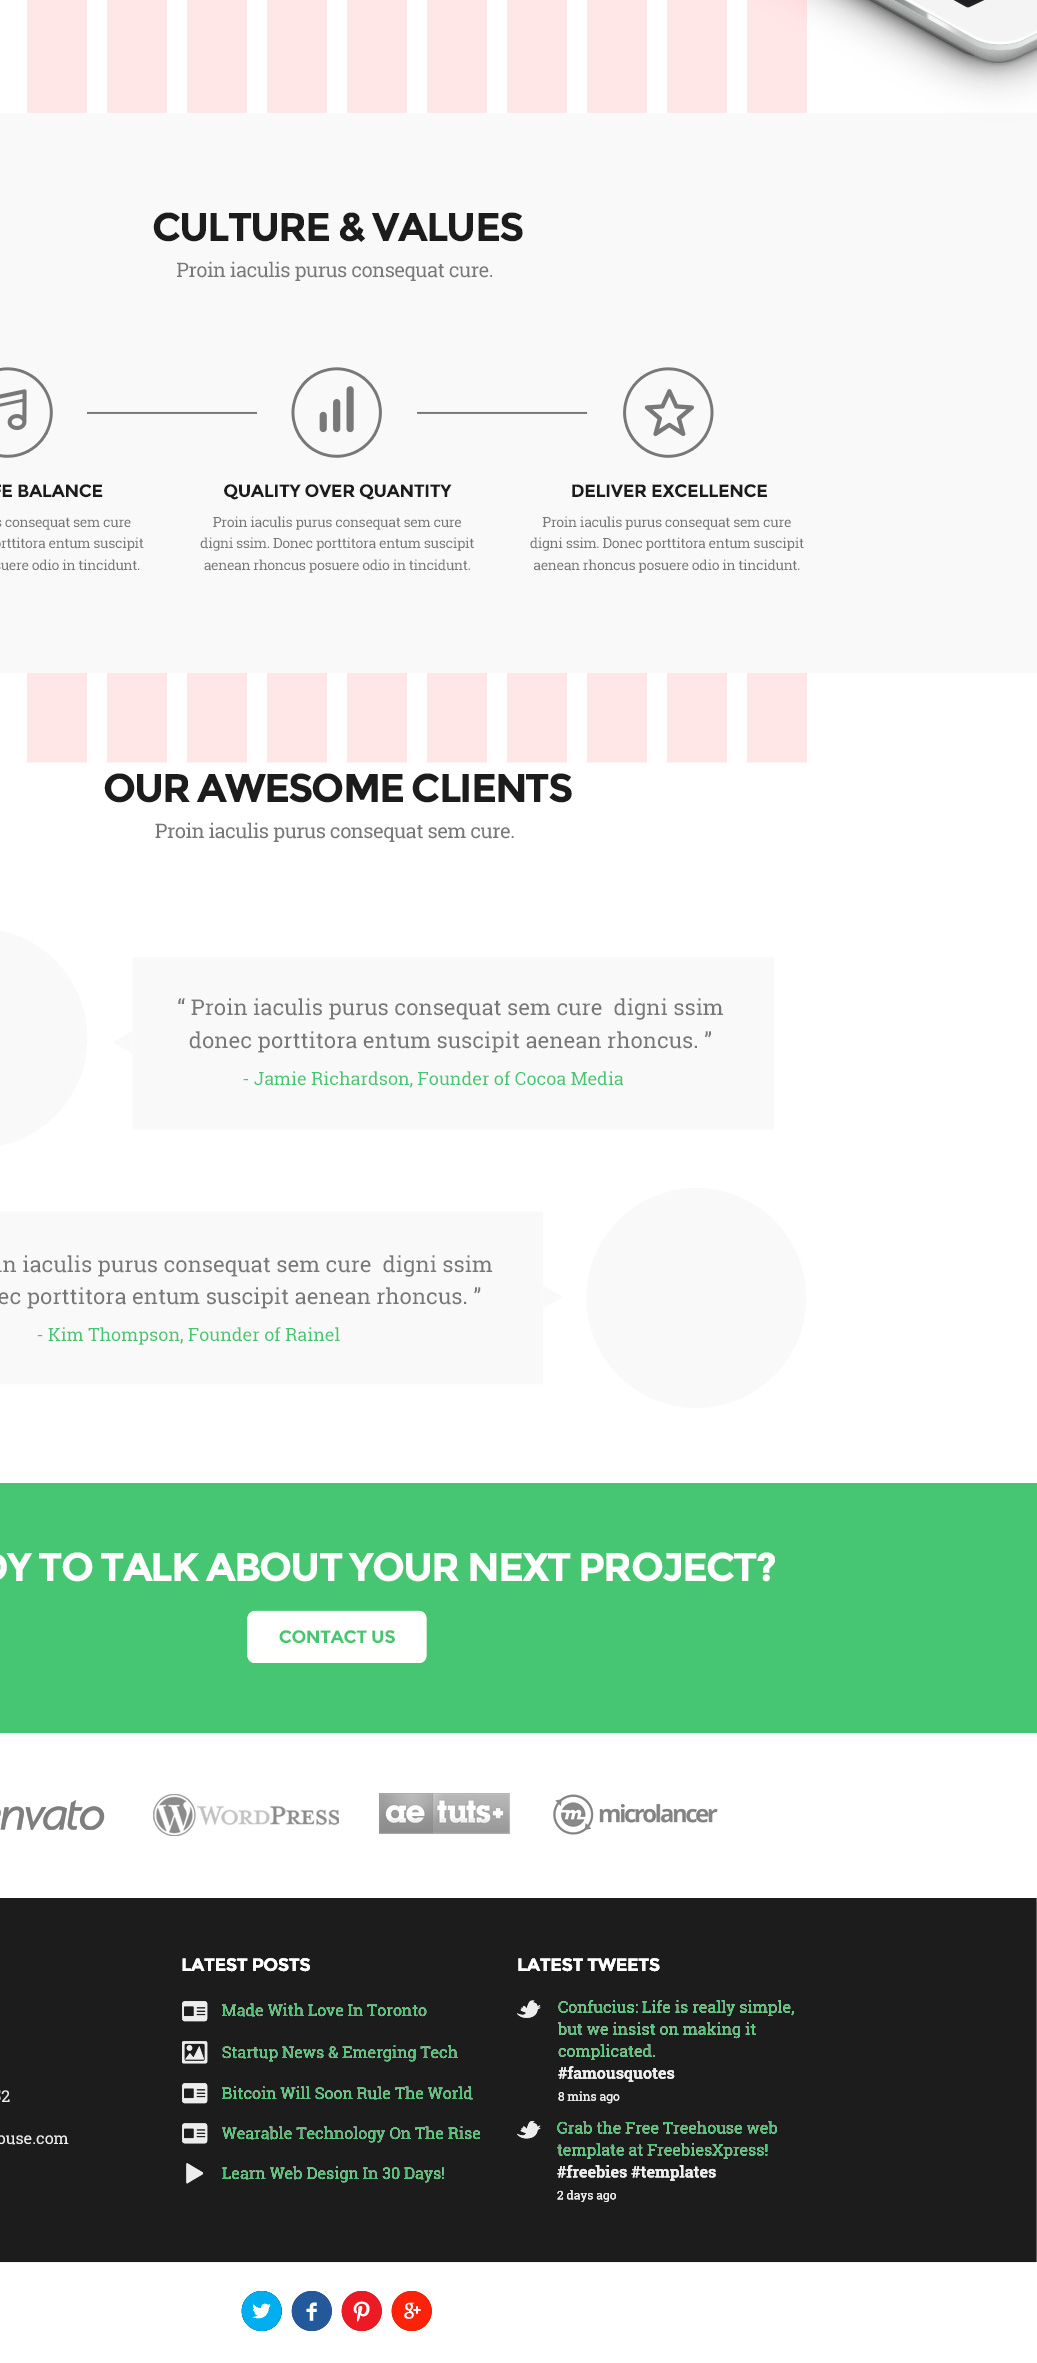 CULTURE & VALUES
Proin iaculis purus consequat cure.
BALANCE
QUALITY OVER QUANTITY
DELIVER EXCELLENCE
consequat sem cure
entum suscipit
odio in tincidunt.
Proin iaculis purus consequat sem cure
digni ssim. Donec porttitora entum suscipit
aenean rhoncus posuere odio in tincidunt.
Proin iaculis purus consequat sem cure
digni ssim. Donec porttitora entum suscipit
aenean rhoncus posuere odio in tincidunt.
OUR AWESOME CLIENTS
Proin iaculis purus consequat sem cure.
“ Proin iaculis purus consequat sem cure digni ssim
donec porttitora entum suscipit aenean rhoncus. ”
- Jamie Richardson, Founder of Cocoa Media
iaculis purus consequat sem cure digni ssim
porttitora entum suscipit aenean rhoncus. ”
- Kim Thompson, Founder of Rainel
TO TALK ABOUT YOUR NEXT PROJECT?
CONTACT US
nvato
WORDPRESS
ae tuts+
m microlancer
LATEST POSTS
Made With Love In Toronto
Startup News & Emerging Tech
Bitcoin Will Soon Rule The World
Wearable Technology On The Rise
Learn Web Design In 30 Days!
LATEST TWEETS
Confucius: Life is really simple,
but we insist on making it
complicated.
#famousquotes
8 mins ago
Grab the Free Treehouse web
template at FreebiesXpress!
#freebies #templates
2 days ago
2
ouse.com